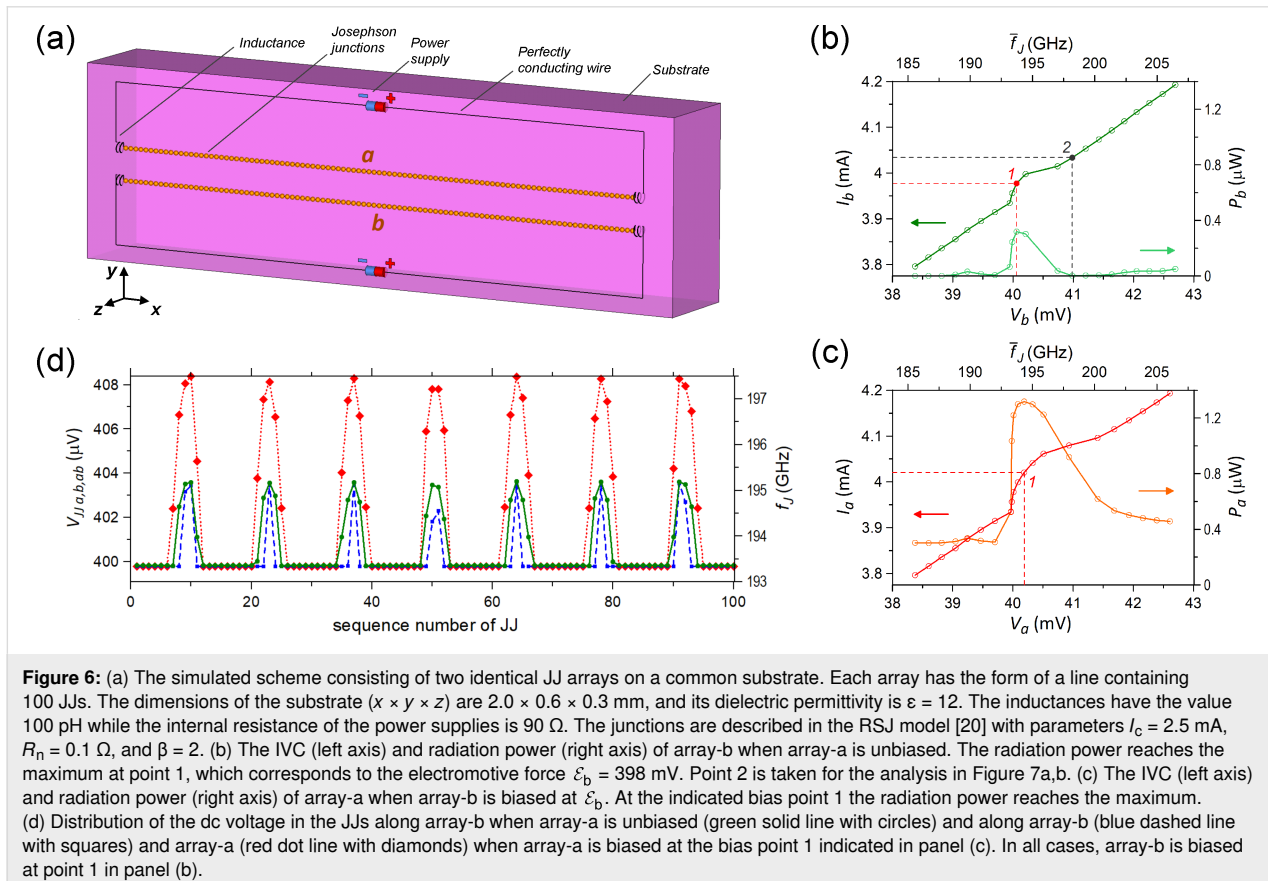 (a)
Inductance
Josephson
junctions
Power
supply
Perfectly
conducting wire
Substrate
a
b
y
z
x
(b)
f̅_J (GHz)
185 190 195 200 205
4.2
4.1
4
3.9
3.8
I_b (mA)
1
2
1.2
0.8
0.4
0
P_b (μW)
38 39 40 41 42 43
V_b (mV)
(c)
f̅_J (GHz)
185 190 195 200 205
4.2
4.1
4
3.9
3.8
I_a (mA)
1
1.2
0.8
0.4
0
P_a (μW)
38 39 40 41 42 43
V_a (mV)
(d)
408
406
404
402
400
V_JJ a,b,ab (μV)
197
196
195
194
193
f_J (GHz)
0 20 40 60 80 100
sequence number of JJ
Figure 6: (a) The simulated scheme consisting of two identical JJ arrays on a common substrate. Each array has the form of a line containing
100 JJs. The dimensions of the substrate (x × y × z) are 2.0 × 0.6 × 0.3 mm, and its dielectric permittivity is ε = 12. The inductances have the value
100 pH while the internal resistance of the power supplies is 90 Ω. The junctions are described in the RSJ model [20] with parameters I_c = 2.5 mA,
R_n = 0.1 Ω, and β = 2. (b) The IVC (left axis) and radiation power (right axis) of array-b when array-a is unbiased. The radiation power reaches the
maximum at point 1, which corresponds to the electromotive force ℰ_b = 398 mV. Point 2 is taken for the analysis in Figure 7a,b. (c) The IVC (left axis)
and radiation power (right axis) of array-a when array-b is biased at ℰ_b. At the indicated bias point 1 the radiation power reaches the maximum.
(d) Distribution of the dc voltage in the JJs along array-b when array-a is unbiased (green solid line with circles) and along array-b (blue dashed line
with squares) and array-a (red dot line with diamonds) when array-a is biased at the bias point 1 indicated in panel (c). In all cases, array-b is biased
at point 1 in panel (b).